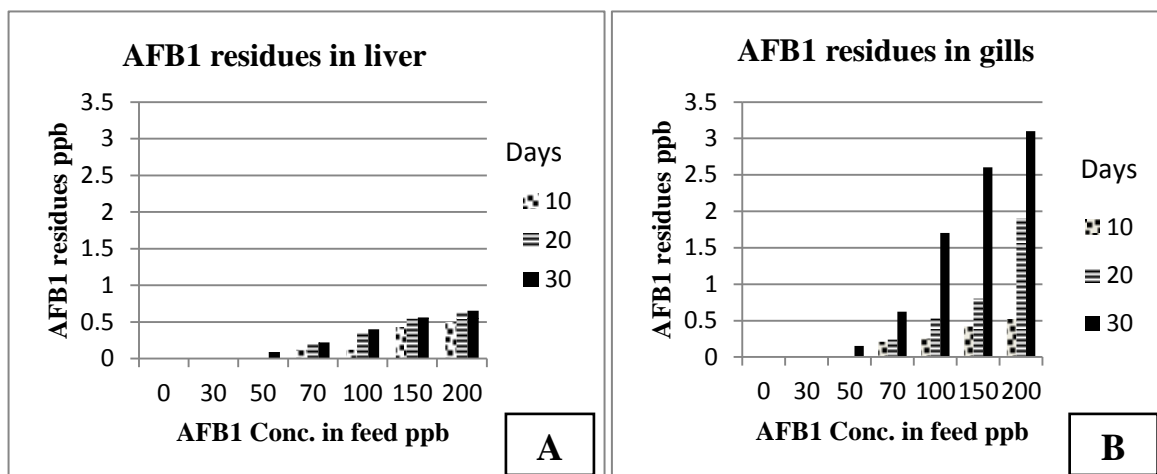 AFB1 residues in liver
AFB1 residues ppb
3.5
3
2.5
2
1.5
1
0.5
0
0 30 50 70 100 150 200
AFB1 Conc. in feed ppb
Days
10
20
30
A
AFB1 residues in gills
AFB1 residues ppb
3.5
3
2.5
2
1.5
1
0.5
0
0 30 50 70 100 150 200
AFB1 Conc. in feed ppb
Days
10
20
30
B